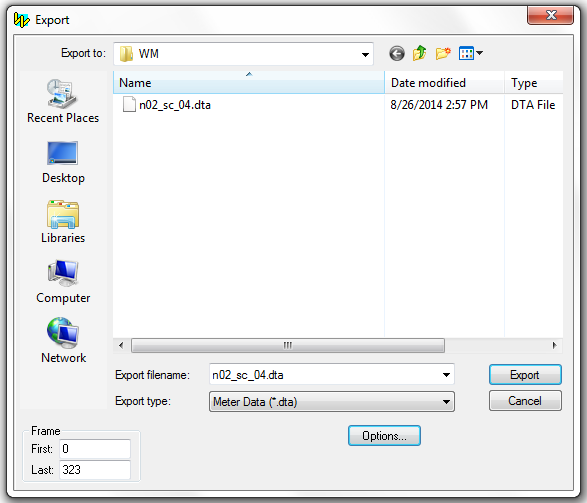 Export
Export to: WM
Name Date modified Type
n02_sc_04.dta 8/26/2014 2:57 PM DTA File
Recent Places
Desktop
Libraries
Computer
Network
Export filename: n02_sc_04.dta Export
Export type: Meter Data (*.dta) Cancel
Options...
Frame
First: 0
Last: 323